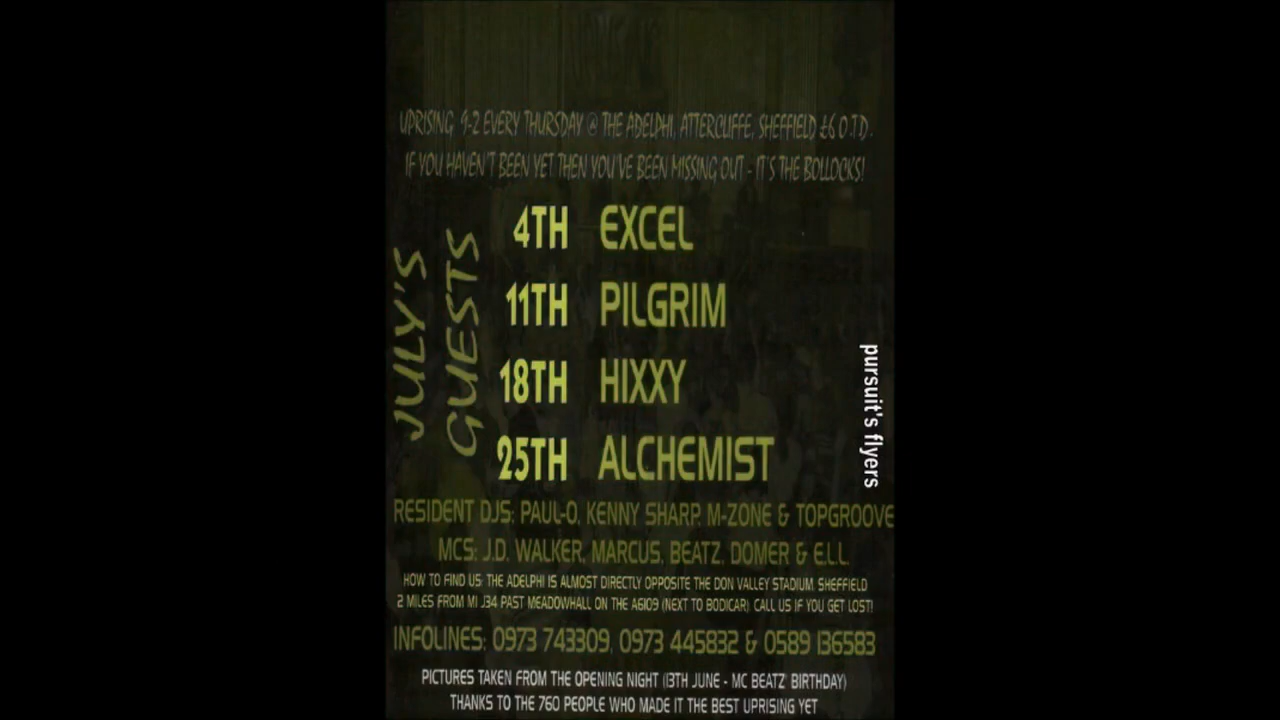 UPRISING 9-2 EVERY THURSDAY @ THE ADELPHI, ATTERCLIFFE, SHEFFIELD £6 O.T.D.
IF YOU HAVEN'T BEEN YET THEN YOU'VE BEEN MISSING OUT - IT'S THE BOLLOCKS!
JULY'S
GUESTS
4TH EXCEL
11TH PILGRIM
18TH HIXXY
25TH ALCHEMIST
pursuit's flyers
RESIDENT DJS: PAUL-O, KENNY SHARP, M-ZONE & TOPGROOVE
MCS: J.D. WALKER, MARCUS, BEATZ, DOMER & E.L.L.
HOW TO FIND US: THE ADELPHI IS ALMOST DIRECTLY OPPOSITE THE DON VALLEY STADIUM, SHEFFIELD
2 MILES FROM M1 J34 PAST MEADOWHALL ON THE A6109 (NEXT TO BODICAR) CALL US IF YOU GET LOST!
INFOLINES: 0973 743309, 0973 445832 & 0589 136583
PICTURES TAKEN FROM THE OPENING NIGHT (13TH JUNE - MC BEATZ' BIRTHDAY)
THANKS TO THE 760 PEOPLE WHO MADE IT THE BEST UPRISING YET